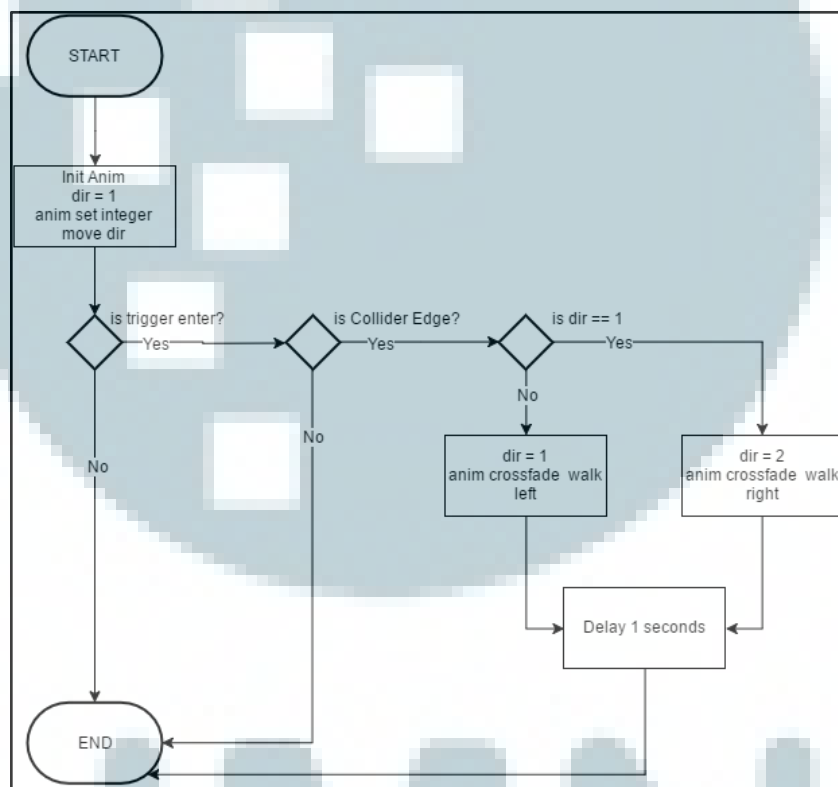 START
Init Anim
dir = 1
anim set integer
move dir
is trigger enter?
is Collider Edge?
is dir == 1
Yes
Yes
Yes
No
No
No
dir = 1
anim crossfade walk
left
dir = 2
anim crossfade walk
right
Delay 1 seconds
END